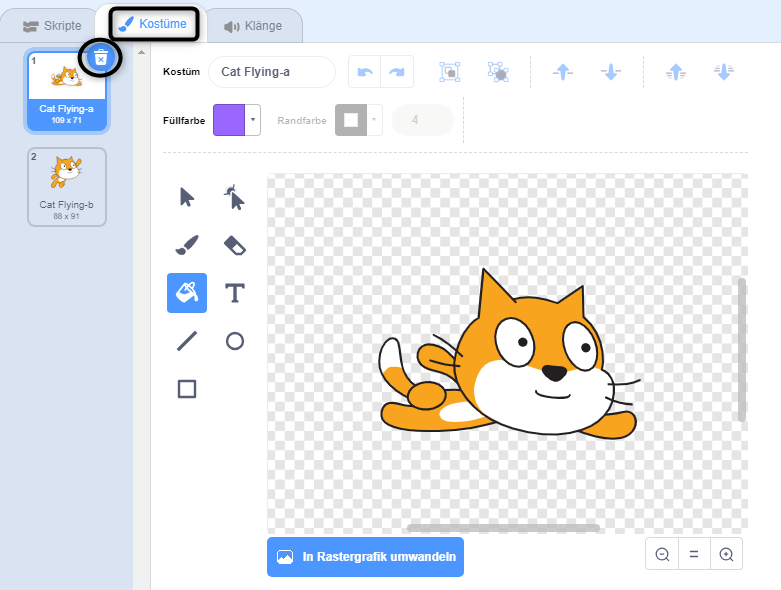 Skripte
Kostüme
Klänge
1
Cat Flying-a
109 x 71
2
Cat Flying-b
88 x 91
Kostüm
Cat Flying-a
Füllfarbe
Randfarbe
4
T
In Rastergrafik umwandeln